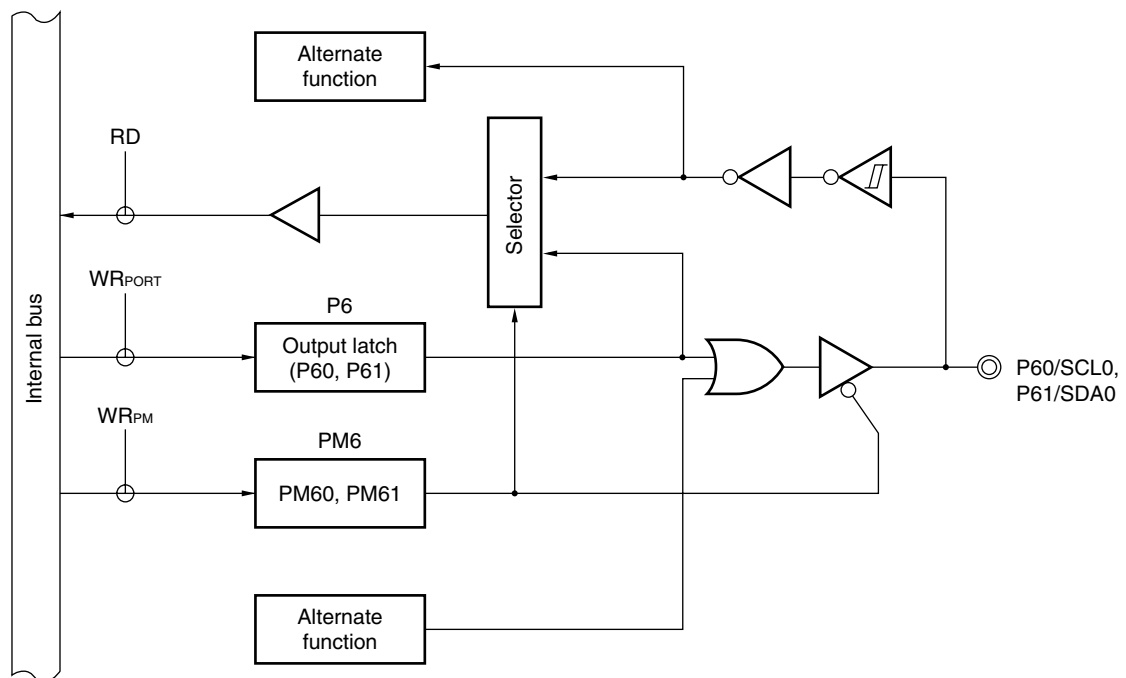 Alternate
function
RD
Selector
WRPORT
P6
Internal bus
Output latch
(P60, P61)
P60/SCL0,
P61/SDA0
WRPM
PM6
PM60, PM61
Alternate
function